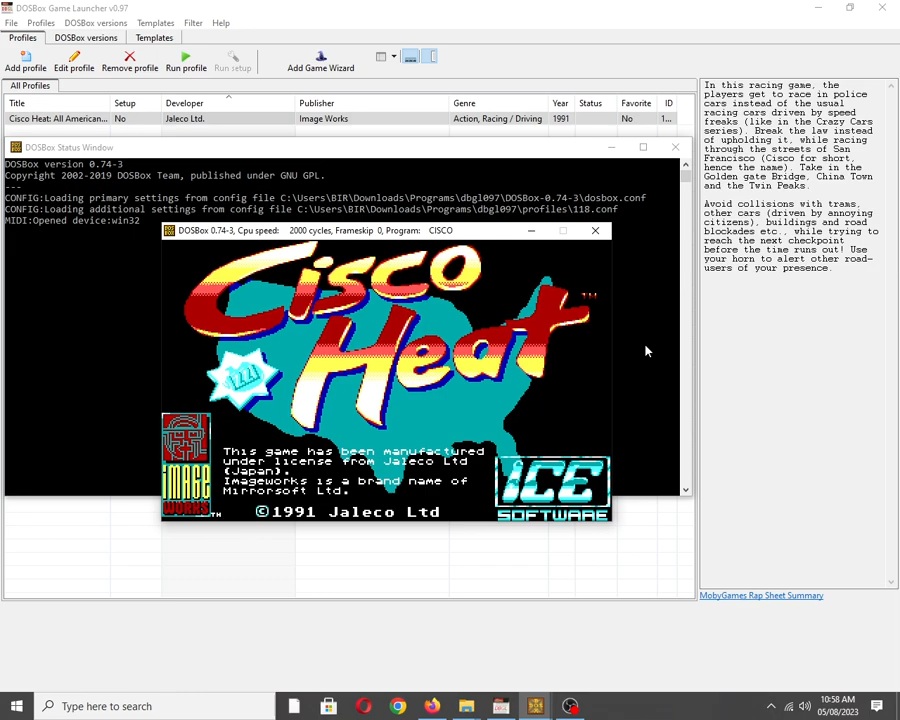 DOSBox Game Launcher v0.97
File Profiles DOSBox versions Templates Filter Help
Profiles DOSBox versions Templates
Add profile Edit profile Remove profile Run profile Run setup Add Game Wizard
All Profiles
Title Setup Developer Publisher Genre Year Status Favorite ID
Cisco Heat: All American... No Jaleco Ltd. Image Works Action, Racing / Driving 1991 No 1...
DOSBox Status Window
DOSBox version 0.74-3
Copyright 2002-2019 DOSBox Team, published under GNU GPL.
---
CONFIG:Loading primary settings from config file C:\Users\BIR\Downloads\Programs\dbgl097\DOSBox-0.74-3\dosbox.conf
CONFIG:Loading additional settings from config file C:\Users\BIR\Downloads\Programs\dbgl097\profiles\118.conf
MIDI:Opened device:win32
DOSBox 0.74-3, Cpu speed: 2000 cycles, Frameskip 0, Program: CISCO
Cisco
Heat
TM
IMAGE
WORKS
TM
This game has been manufactured
under license from Jaleco Ltd
(Japan).
Imageworks is a brand name of
Mirrorsoft Ltd.
©1991 Jaleco Ltd
ICE
SOFTWARE
In this racing game, the
players get to race in police
cars instead of the usual
racing cars driven by speed
freaks (like in the Crazy Cars
series). Break the law instead
of upholding it, while racing
through the streets of San
Francisco (Cisco for short,
hence the name). Take in the
Golden gate Bridge, China Town
and the Twin Peaks.
Avoid collisions with trams,
other cars (driven by annoying
citizens), buildings and road
blockades etc., while trying to
reach the next checkpoint
before the time runs out! Use
your horn to alert other road-
users of your presence.
MobyGames Rap Sheet Summary
Type here to search
10:58 AM
05/08/2023